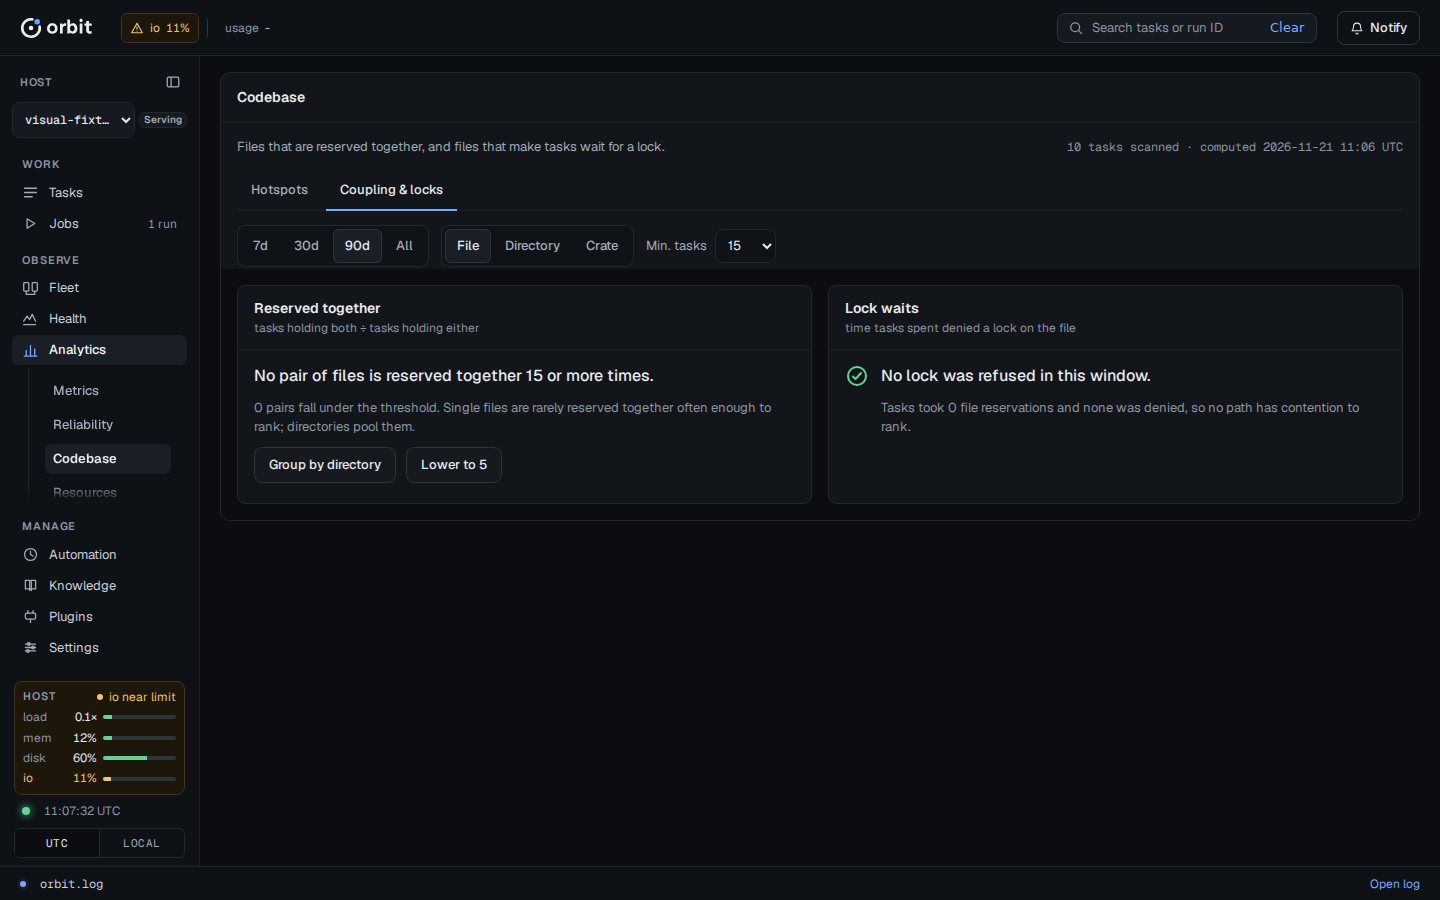 orbit
io 11%
usage -
Search tasks or run ID
Clear
Notify
HOST
visual-fixt…
Serving
WORK
Tasks
Jobs
1 run
OBSERVE
Fleet
Health
Analytics
Metrics
Reliability
Codebase
Resources
MANAGE
Automation
Knowledge
Plugins
Settings
HOST
io near limit
load 0.1×
mem 12%
disk 60%
io 11%
11:07:32 UTC
UTC
LOCAL
Codebase
Files that are reserved together, and files that make tasks wait for a lock.
10 tasks scanned · computed 2026-11-21 11:06 UTC
Hotspots
Coupling & locks
7d
30d
90d
All
File
Directory
Crate
Min. tasks
15
Reserved together
tasks holding both ÷ tasks holding either
No pair of files is reserved together 15 or more times.
0 pairs fall under the threshold. Single files are rarely reserved together often enough to
rank; directories pool them.
Group by directory
Lower to 5
Lock waits
time tasks spent denied a lock on the file
No lock was refused in this window.
Tasks took 0 file reservations and none was denied, so no path has contention to
rank.
orbit.log
Open log